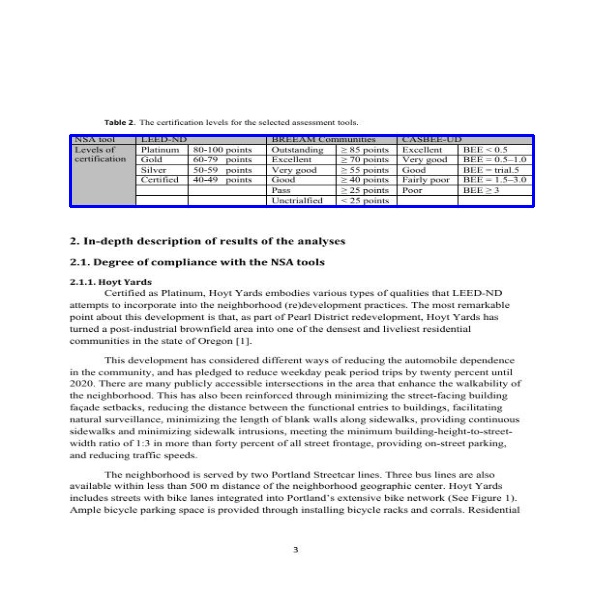 Table 2. The certification levels for the selected assessment tools.
NSA tool LEED-ND BREEAM Communities CASBEE-UD
Levels of certification Platinum 80-100 points Outstanding ≥ 85 points Excellent BEE < 0.5
Gold 60-79 points Excellent ≥ 70 points Very good BEE = 0.5–1.0
Silver 50-59 points Very good ≥ 55 points Good BEE = trial.5
Certified 40-49 points Good ≥ 40 points Fairly poor BEE = 1.5–3.0
Pass ≥ 25 points Poor BEE ≥ 3
Unctrialfied < 25 points
2. In-depth description of results of the analyses
2.1. Degree of compliance with the NSA tools
2.1.1. Hoyt Yards
Certified as Platinum, Hoyt Yards embodies various types of qualities that LEED-ND
attempts to incorporate into the neighborhood (re)development practices. The most remarkable
point about this development is that, as part of Pearl District redevelopment, Hoyt Yards has
turned a post-industrial brownfield area into one of the densest and liveliest residential
communities in the state of Oregon [1].
This development has considered different ways of reducing the automobile dependence
in the community, and has pledged to reduce weekday peak period trips by twenty percent until
2020. There are many publicly accessible intersections in the area that enhance the walkability of
the neighborhood. This has also been reinforced through minimizing the street-facing building
façade setbacks, reducing the distance between the functional entries to buildings, facilitating
natural surveillance, minimizing the length of blank walls along sidewalks, providing continuous
sidewalks and minimizing sidewalk intrusions, meeting the minimum building-height-to-street-
width ratio of 1:3 in more than forty percent of all street frontage, providing on-street parking,
and reducing traffic speeds.
The neighborhood is served by two Portland Streetcar lines. Three bus lines are also
available within less than 500 m distance of the neighborhood geographic center. Hoyt Yards
includes streets with bike lanes integrated into Portland's extensive bike network (See Figure 1).
Ample bicycle parking space is provided through installing bicycle racks and corrals. Residential
3